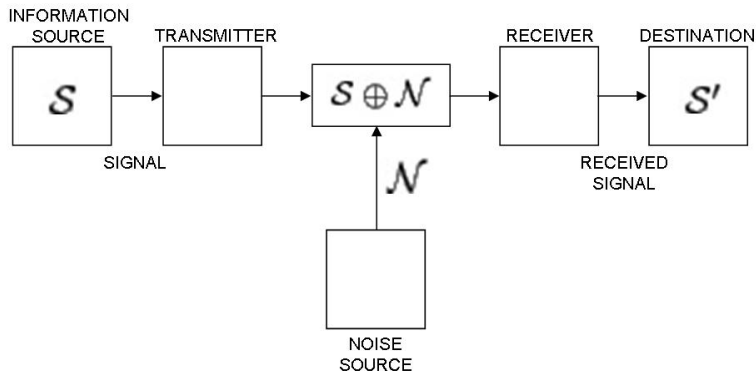 INFORMATION
SOURCE
TRANSMITTER
RECEIVER
DESTINATION
S
S ⊕ N
S′
SIGNAL
RECEIVED
SIGNAL
N
NOISE
SOURCE